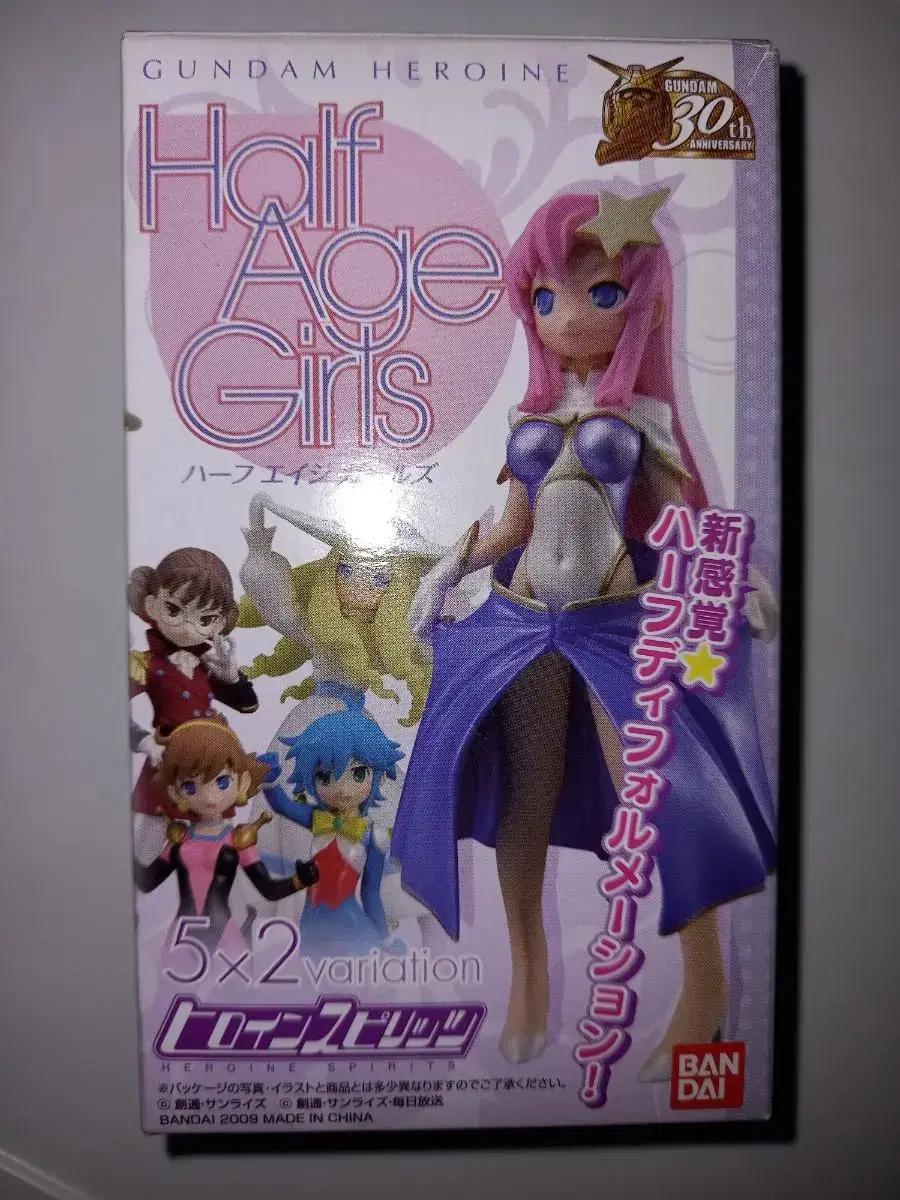 GUNDAM HEROINE
GUNDAM
30th
ANNIVERSARY
Half
Age
Girls
ハーフ エイジ ールズ
新感覚★
ハーフディフォルメーション!
5×2 variation
ヒロインスピリッツ
HEROINE SPIRITS
※パッケージの写真・イラストと商品とは多少異なりますのでご了承ください。
© 創通・サンライズ © 創通・サンライズ・毎日放送
BANDAI 2009 MADE IN CHINA
BAN
DAI